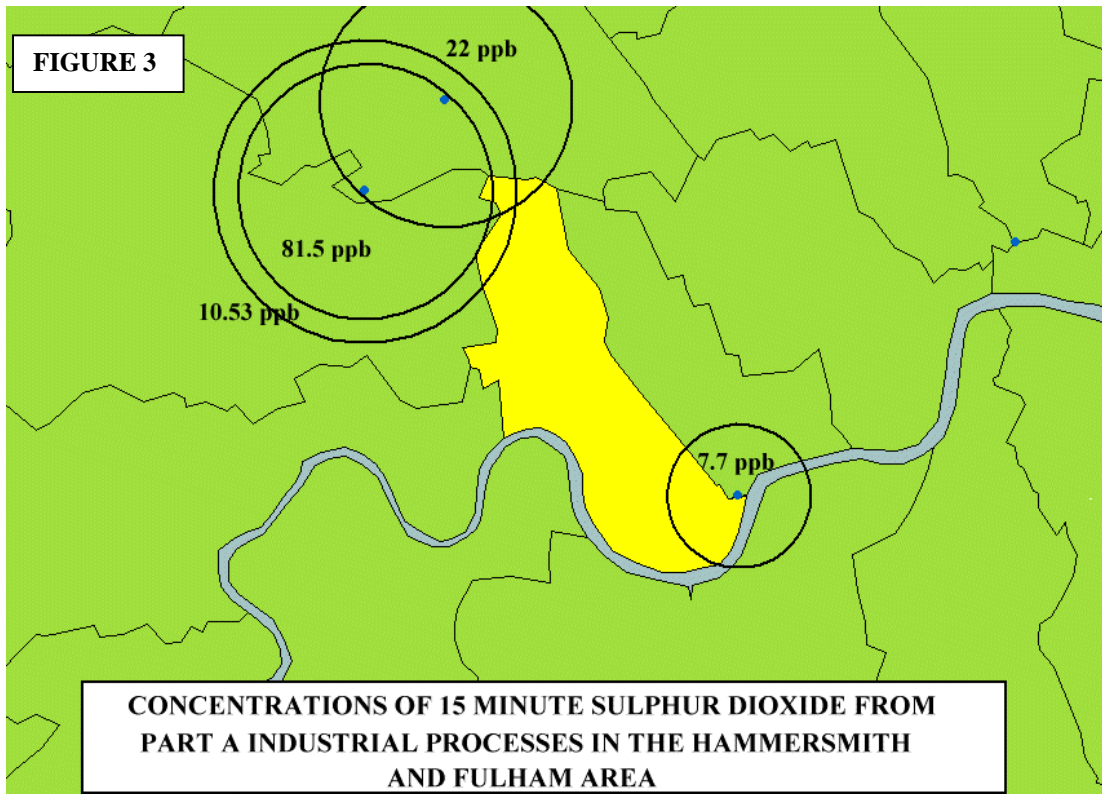 FIGURE 3
22 ppb
81.5 ppb
10.53 ppb
7.7 ppb
CONCENTRATIONS OF 15 MINUTE SULPHUR DIOXIDE FROM
PART A INDUSTRIAL PROCESSES IN THE HAMMERSMITH
AND FULHAM AREA